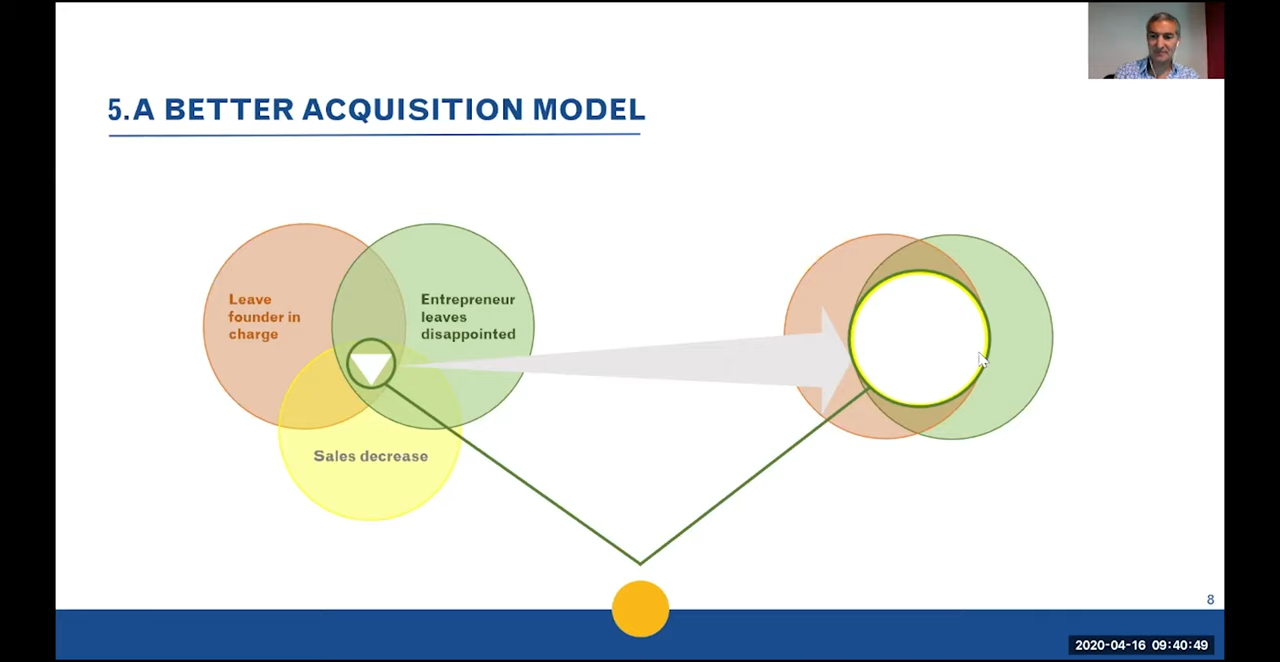 5.A BETTER ACQUISITION MODEL
Leave
founder in
charge
Entrepreneur
leaves
disappointed
Sales decrease
8
2020-04-16 09:40:49